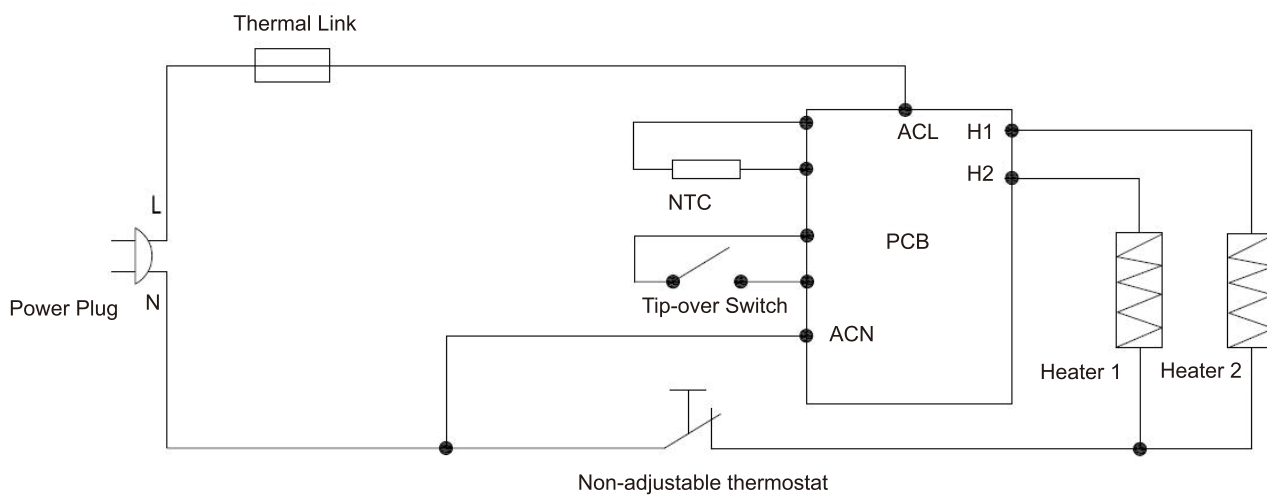 Thermal Link
ACL
H1
H2
NTC
PCB
L
N
Power Plug
Tip-over Switch
ACN
Heater 1
Heater 2
Non-adjustable thermostat